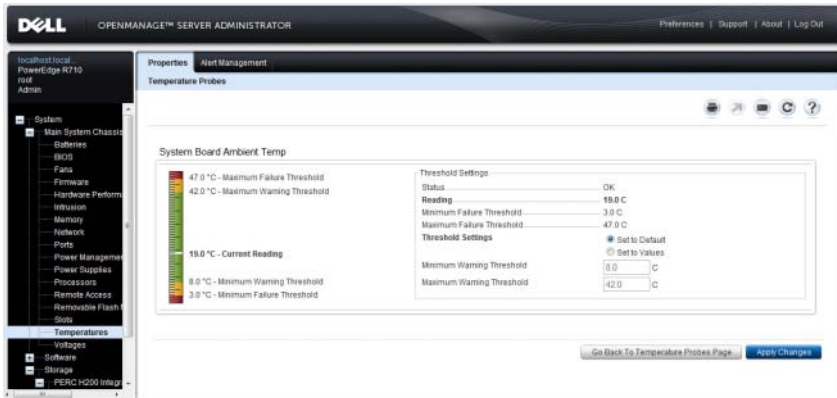 DELL OPENMANAGE™ SERVER ADMINISTRATOR
Preferences | Support | About | Log Out
localhost.local...
PowerEdge R710
root
Admin
Properties Alert Management
Temperature Probes
System
Main System Chassis
Batteries
BIOS
Fans
Firmware
Hardware Performa
Intrusion
Memory
Network
Ports
Power Managemen
Power Supplies
Processors
Remote Access
Removable Flash M
Slots
Temperatures
Voltages
Software
Storage
PERC H200 Integr
System Board Ambient Temp
47.0 °C - Maximum Failure Threshold
42.0 °C - Maximum Warning Threshold
19.0 °C - Current Reading
8.0 °C - Minimum Warning Threshold
3.0 °C - Minimum Failure Threshold
Threshold Settings
Status OK
Reading 19.0 C
Minimum Failure Threshold 3.0 C
Maximum Failure Threshold 47.0 C
Threshold Settings Set to Default
Set to Values
Minimum Warning Threshold 8.0 C
Maximum Warning Threshold 42.0 C
Go Back To Temperature Probes Page Apply Changes